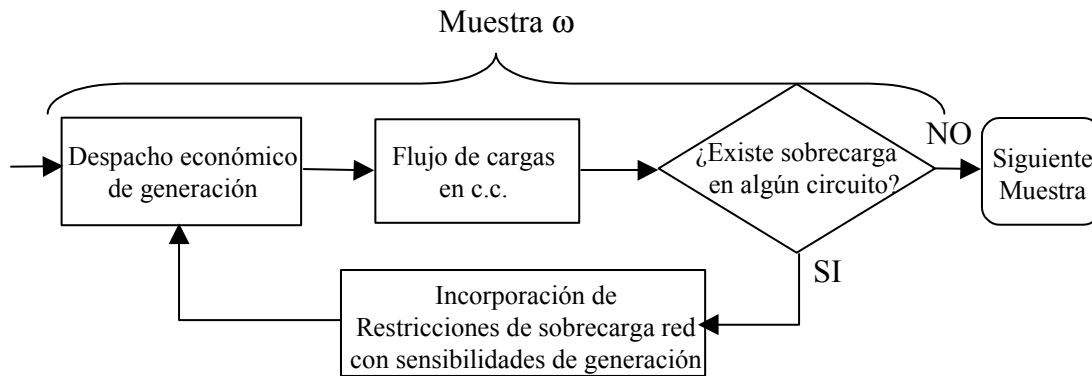 Muestra ω
Despacho económico
de generación
Flujo de cargas
en c.c.
¿Existe sobrecarga
en algún circuito?
NO
Siguiente
Muestra
SI
Incorporación de
Restricciones de sobrecarga red
con sensibilidades de generación